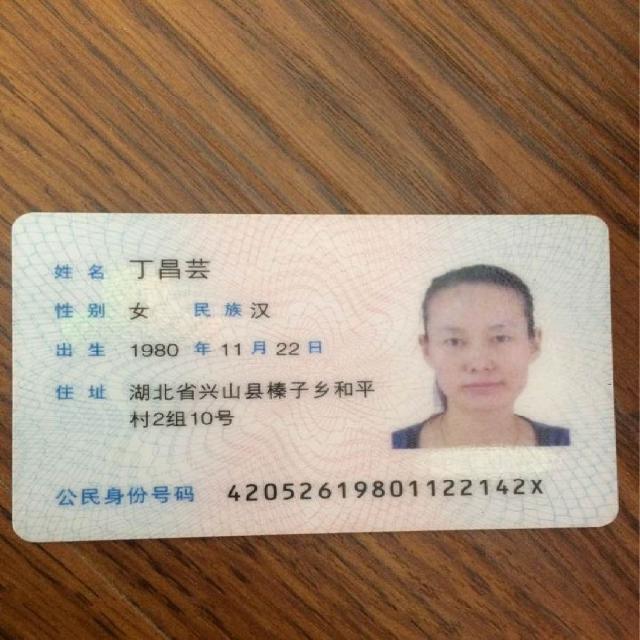 姓名 丁昌芸
性别 女 民族 汉
出生 1980 年 11 月 22 日
住址 湖北省兴山县榛子乡和平
村2组10号
公民身份号码 42052619801122142X